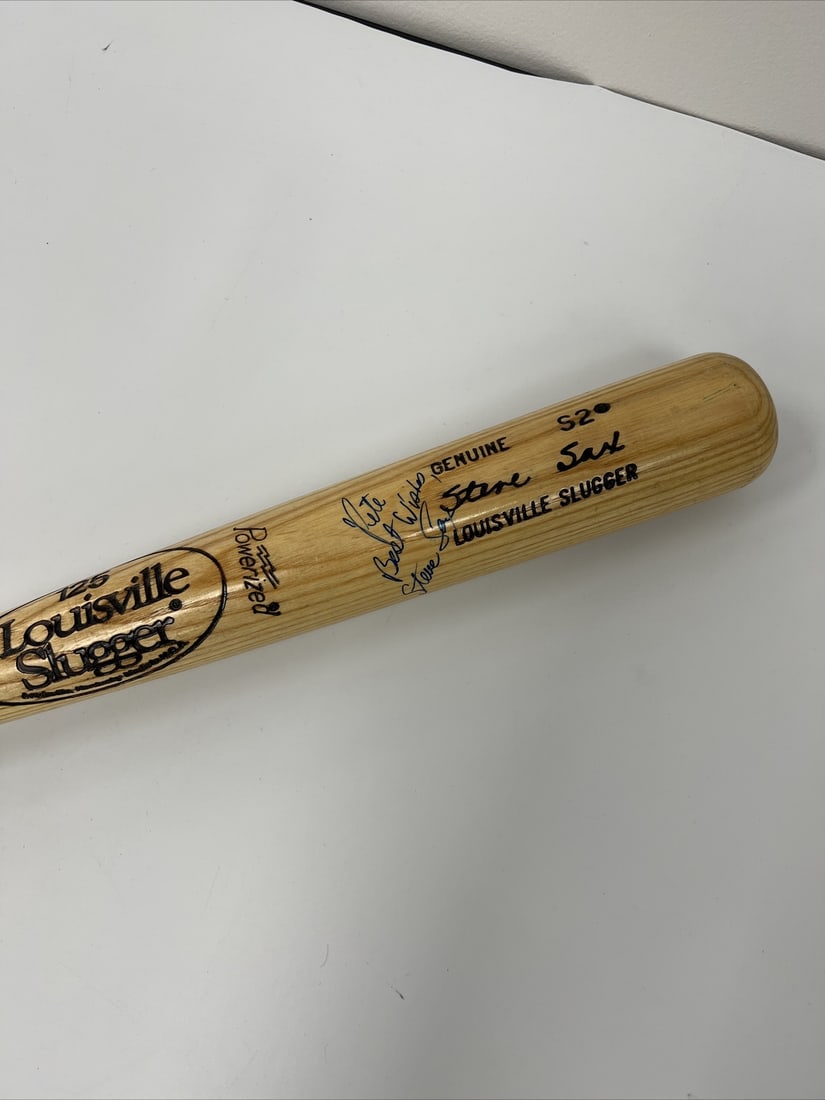 125
Louisville
Slugger®
Powerized
Pete
Best Wishes,
Steve Sax
GENUINE
S2
Steve Sax
LOUISVILLE SLUGGER